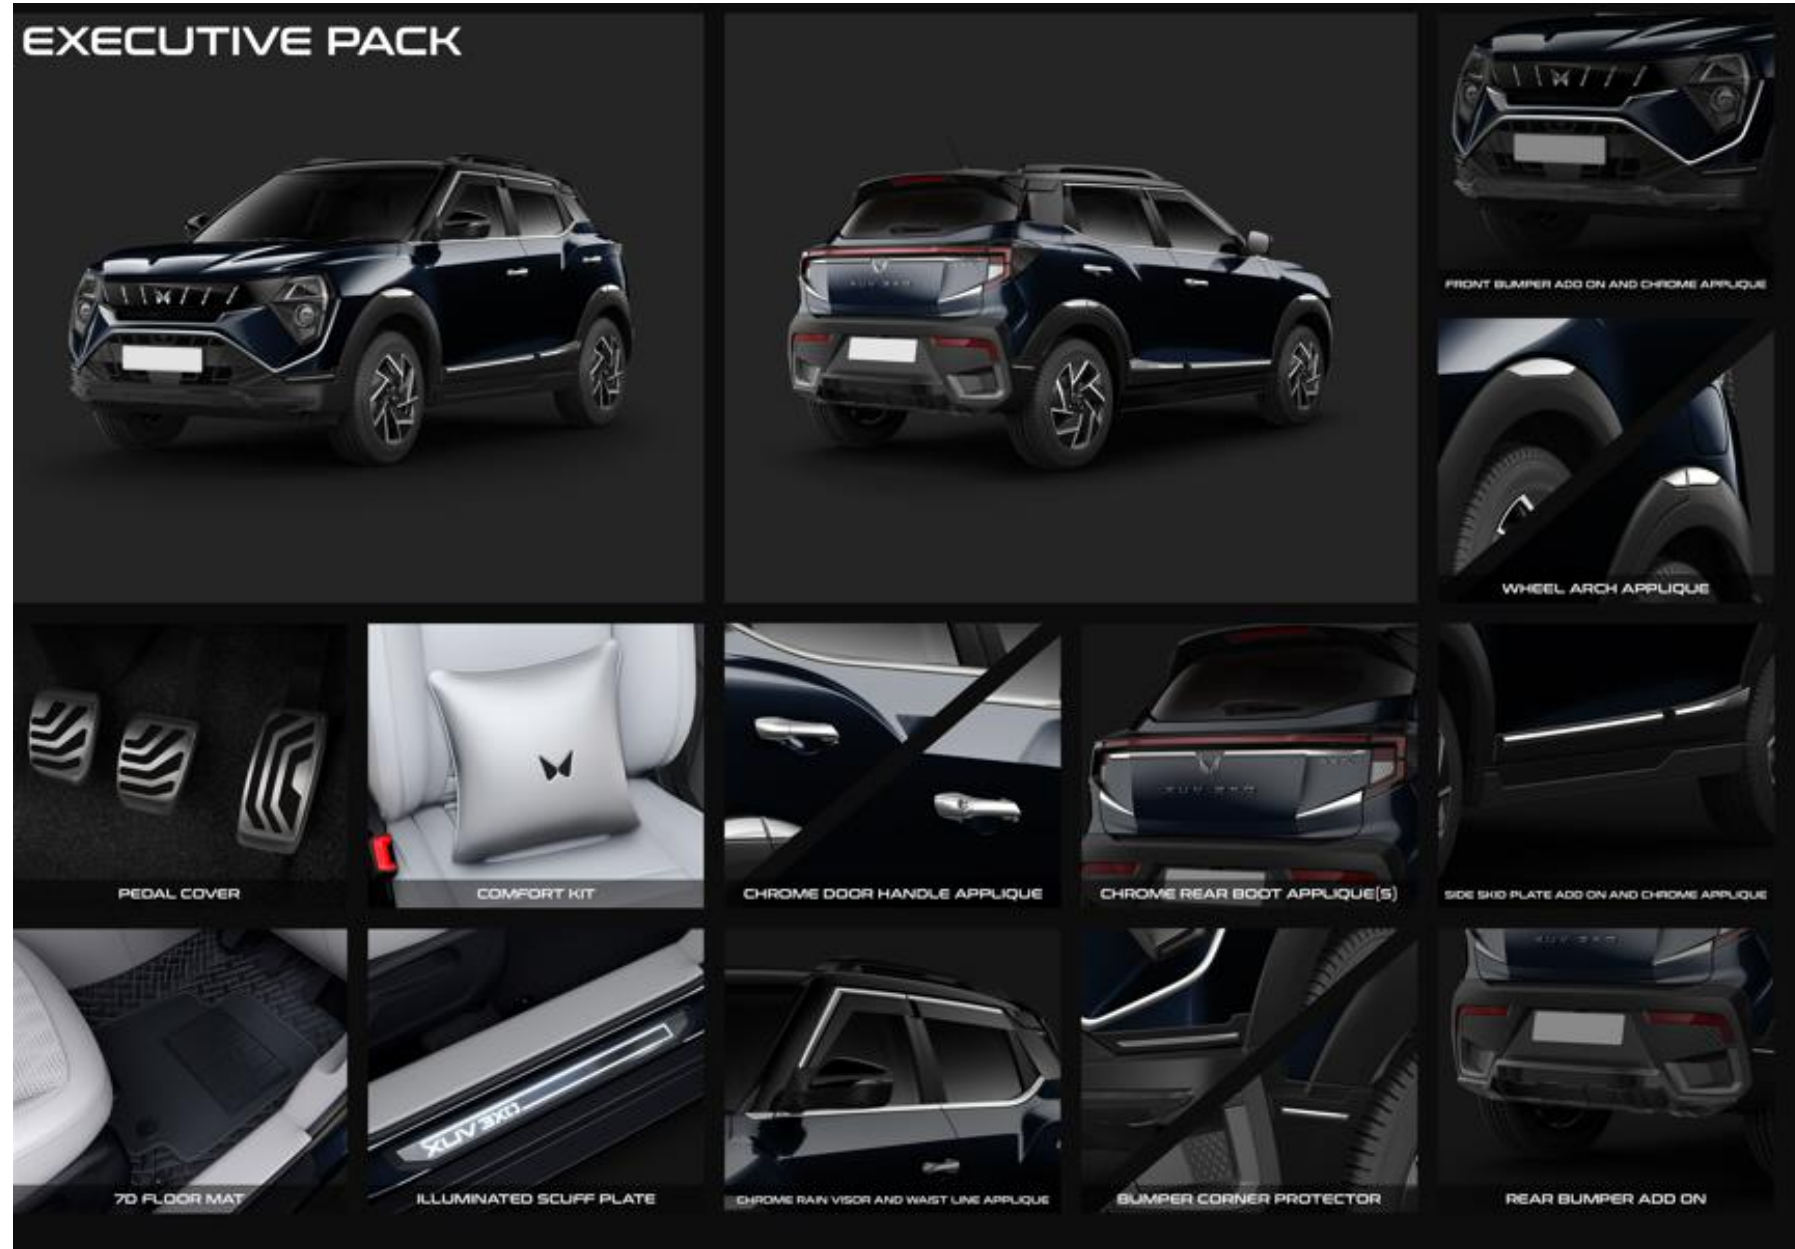 EXECUTIVE PACK
FRONT BUMPER ADD ON AND CHROME APPLIQUE
WHEEL ARCH APPLIQUE
PEDAL COVER
COMFORT KIT
CHROME DOOR HANDLE APPLIQUE
XUV 3XO
CHROME REAR BOOT APPLIQUE(S)
SIDE SKID PLATE ADD ON AND CHROME APPLIQUE
7D FLOOR MAT
XUV 3XO
ILLUMINATED SCUFF PLATE
CHROME RAIN VISOR AND WAIST LINE APPLIQUE
BUMPER CORNER PROTECTOR
REAR BUMPER ADD ON